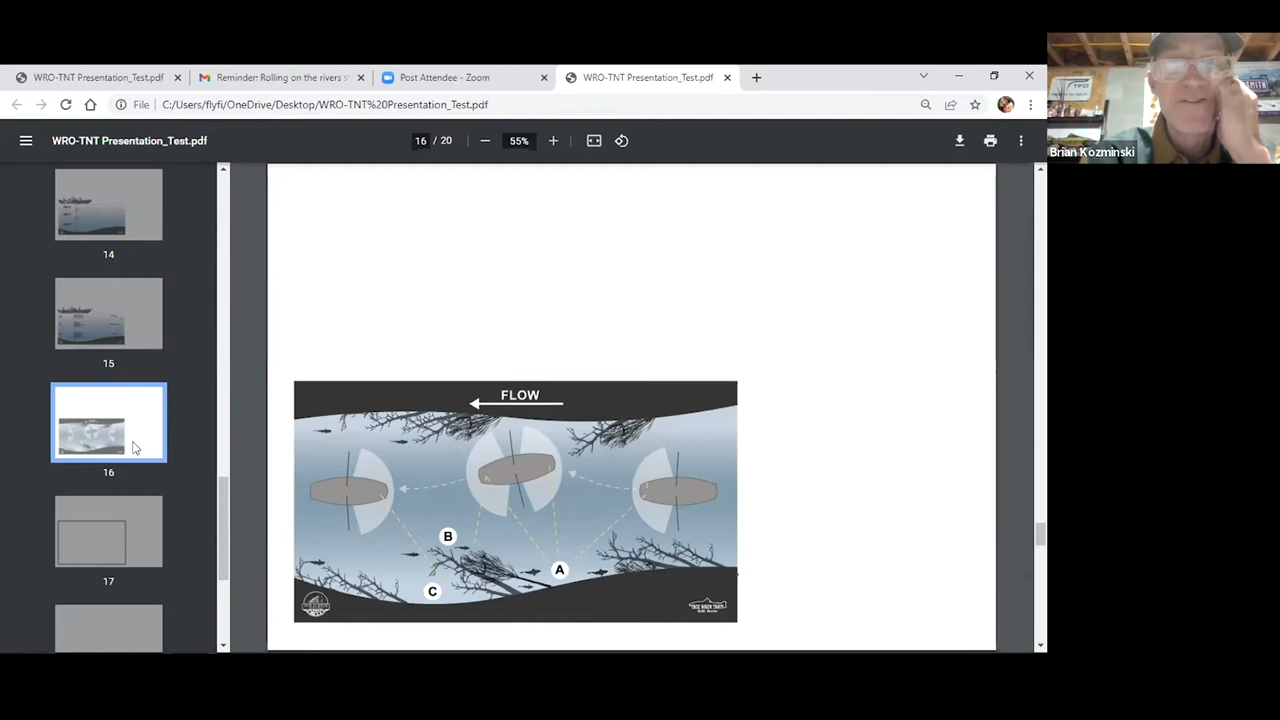 WRO-TNT Presentation_Test.pdf
Reminder: Rolling on the rivers s
Post Attendee - Zoom
WRO-TNT Presentation_Test.pdf
File
C:/Users/flyfi/OneDrive/Desktop/WRO-TNT%20Presentation_Test.pdf
WRO-TNT Presentation_Test.pdf
16 / 20
55%
Brian Kozminski
14
15
16
17
FLOW
B
A
C